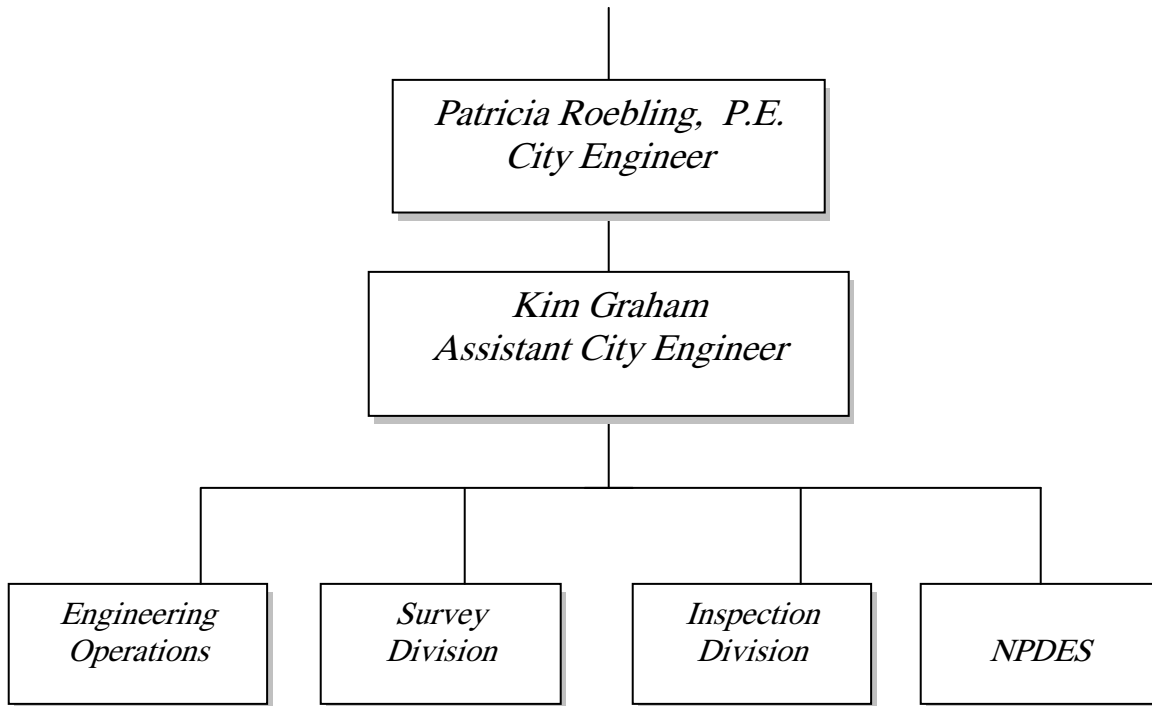 Patricia Roebling, P.E.
City Engineer
Kim Graham
Assistant City Engineer
Engineering
Operations
Survey
Division
Inspection
Division
NPDES